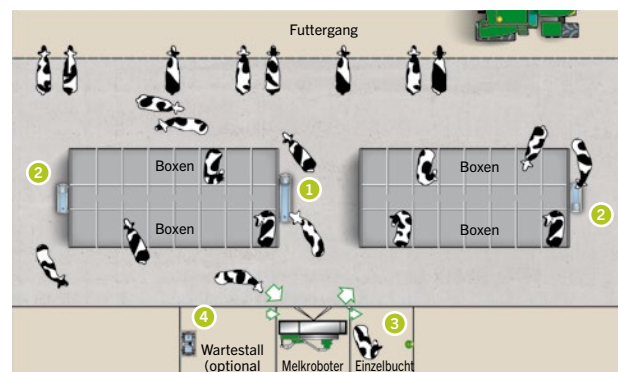 Futtergang
Boxen
Boxen
2
1
Boxen
Boxen
2
4
3
Wartestall
(optional
Melkroboter
Einzelbucht